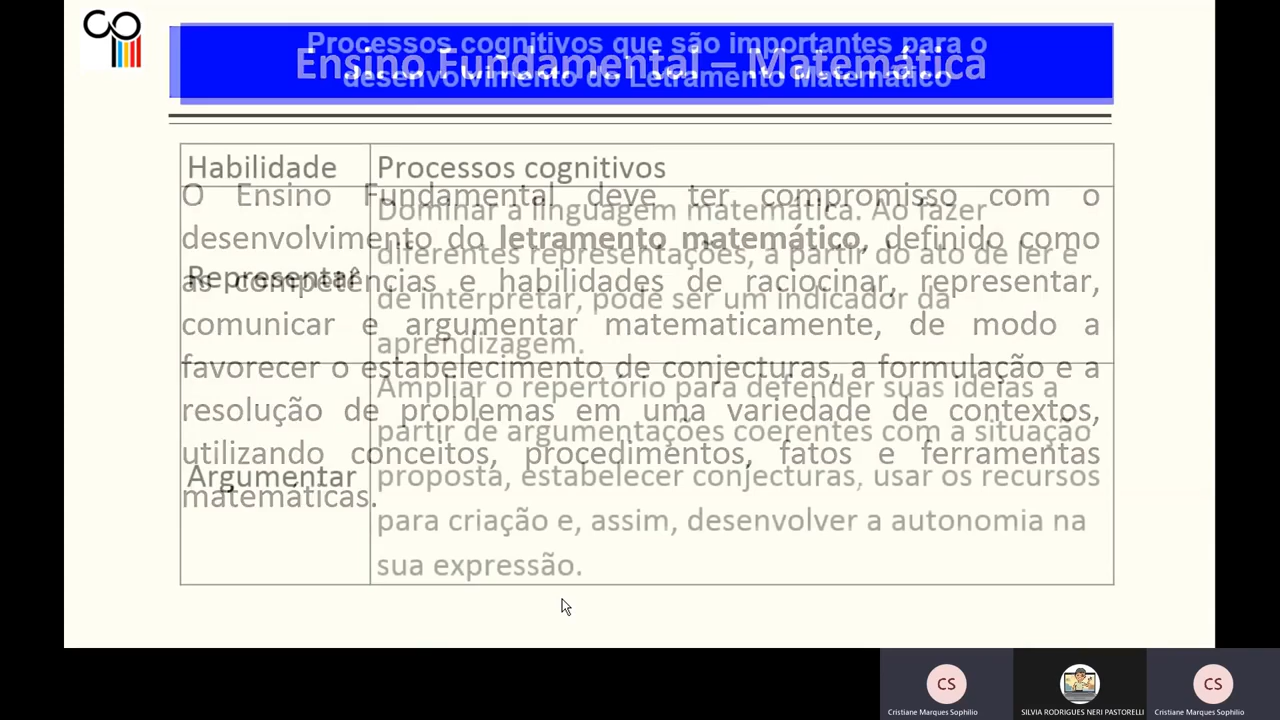 Processos cognitivos que são importantes para o
desenvolvimento do Letramento Matemático
Ensino Fundamental – Matemática
Habilidade
Processos cognitivos
O Ensino Fundamental deve ter compromisso com o
desenvolvimento do letramento matemático, definido como
as competências e habilidades de raciocinar, representar,
comunicar e argumentar matematicamente, de modo a
favorecer o estabelecimento de conjecturas, a formulação e a
resolução de problemas em uma variedade de contextos,
utilizando conceitos, procedimentos, fatos e ferramentas
matemáticas.
Representar
Dominar a linguagem matemática. Ao fazer
diferentes representações, a partir do ato de ler e
de interpretar, pode ser um indicador da
aprendizagem.
Argumentar
Ampliar o repertório para defender suas ideias a
partir de argumentações coerentes com a situação
proposta, estabelecer conjecturas, usar os recursos
para criação e, assim, desenvolver a autonomia na
sua expressão.
CS
Cristiane Marques Sophilio
SILVIA RODRIGUES NERI PASTORELLI
CS
Cristiane Marques Sophilio